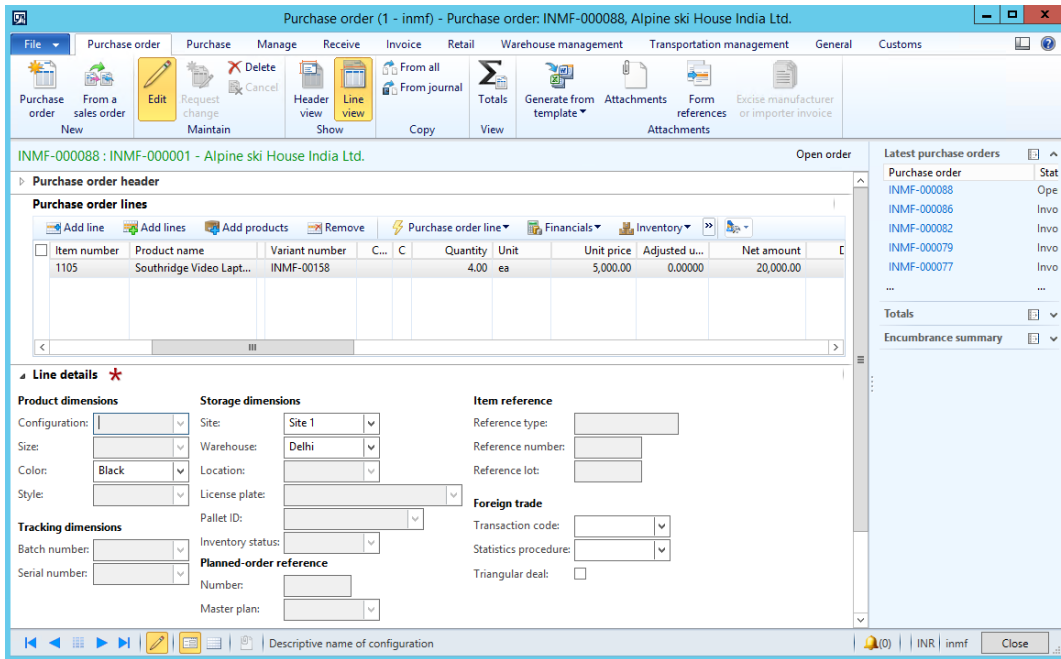 Purchase order (1 - inmf) - Purchase order: INMF-000088, Alpine ski House India Ltd.
File Purchase order Purchase Manage Receive Invoice Retail Warehouse management Transportation management General Customs
Purchase order
From a sales order
New
Edit
Request change
Delete
Cancel
Maintain
Header view
Line view
Show
From all
From journal
Copy
Totals
View
Generate from template
Attachments
Form references
Excise manufacturer or importer invoice
Attachments
INMF-000088 : INMF-000001 - Alpine ski House India Ltd.
Open order
Purchase order header
Purchase order lines
Add line Add lines Add products Remove Purchase order line Financials Inventory
Item number Product name Variant number C... C Quantity Unit Unit price Adjusted u... Net amount
1105 Southridge Video Lapt... INMF-00158 4.00 ea 5,000.00 0.00000 20,000.00
Line details *
Product dimensions
Configuration:
Size:
Color: Black
Style:
Tracking dimensions
Batch number:
Serial number:
Storage dimensions
Site: Site 1
Warehouse: Delhi
Location:
License plate:
Pallet ID:
Inventory status:
Planned-order reference
Number:
Master plan:
Item reference
Reference type:
Reference number:
Reference lot:
Foreign trade
Transaction code:
Statistics procedure:
Triangular deal:
Latest purchase orders
Purchase order Stat
INMF-000088 Ope
INMF-000086 Invo
INMF-000082 Invo
INMF-000079 Invo
INMF-000077 Invo
... ...
Totals
Encumbrance summary
Descriptive name of configuration
(0) INR inmf Close